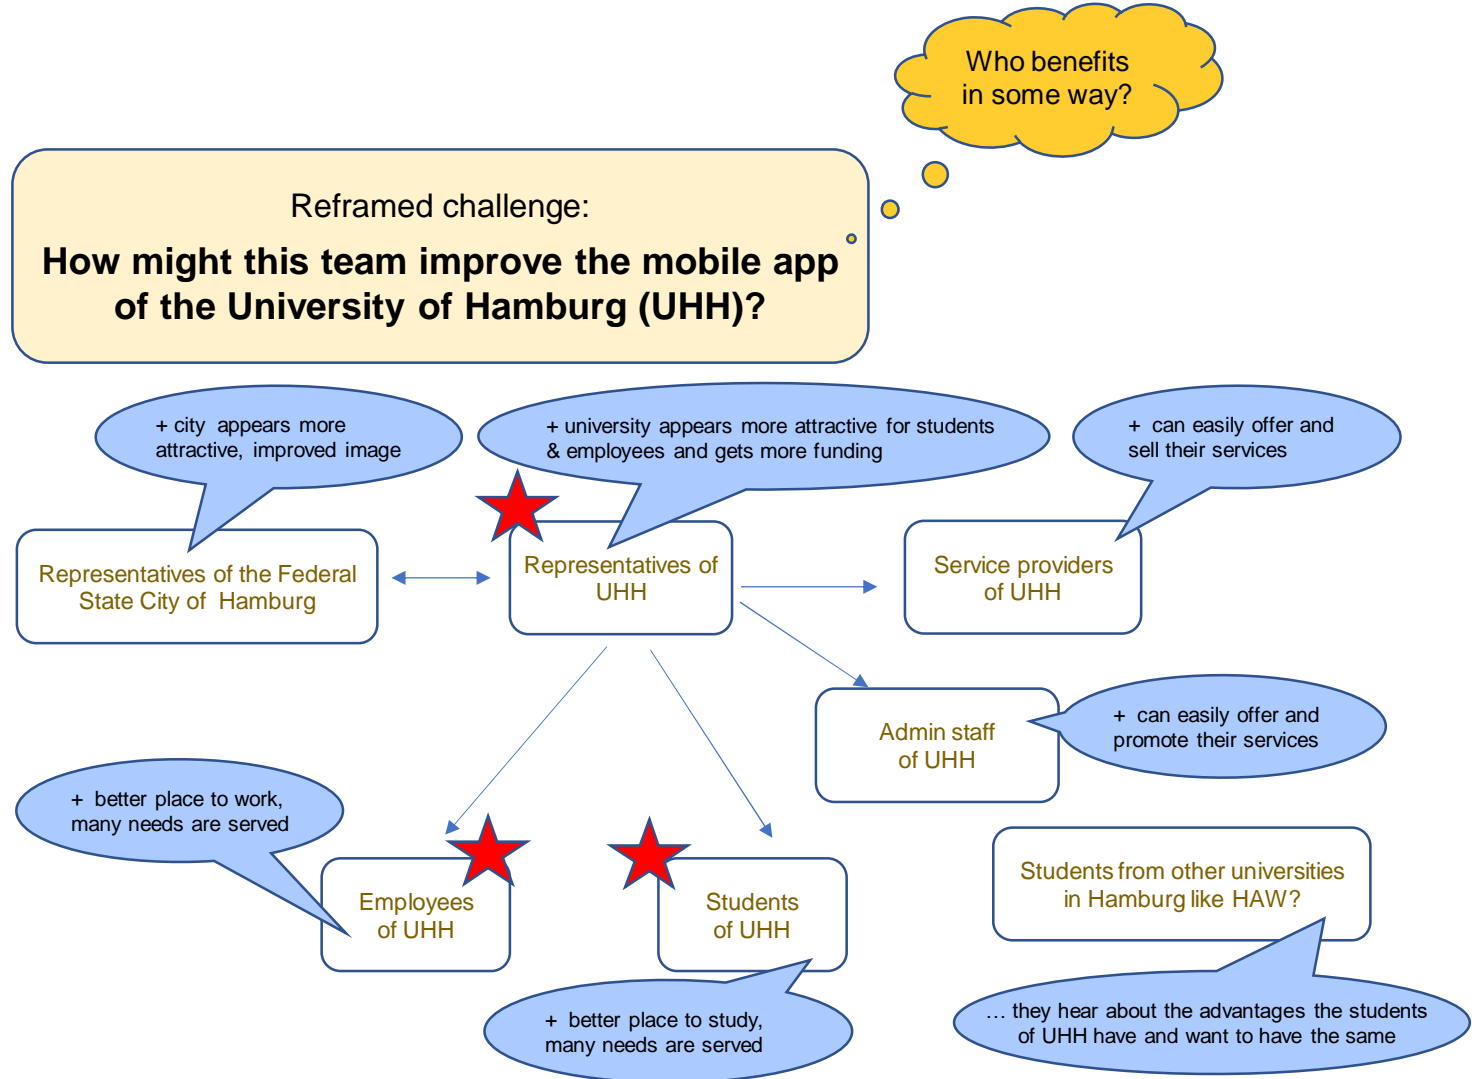 Who benefits
in some way?
Reframed challenge:
How might this team improve the mobile app
of the University of Hamburg (UHH)?
+ city appears more
attractive, improved image
+ university appears more attractive for students
& employees and gets more funding
+ can easily offer and
sell their services
Representatives of the Federal
State City of Hamburg
Representatives of
UHH
Service providers
of UHH
Admin staff
of UHH
+ can easily offer and
promote their services
+ better place to work,
many needs are served
Employees
of UHH
Students
of UHH
Students from other universities
in Hamburg like HAW?
+ better place to study,
many needs are served
… they hear about the advantages the students
of UHH have and want to have the same